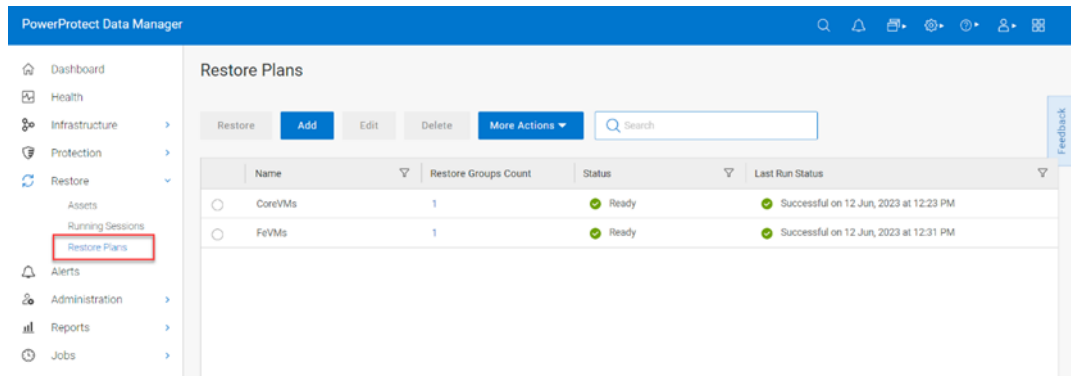 PowerProtect Data Manager
Dashboard
Health
Infrastructure
Protection
Restore
Assets
Running Sessions
Restore Plans
Alerts
Administration
Reports
Jobs
Restore Plans
Restore Add Edit Delete More Actions Search
Feedback
Name Restore Groups Count Status Last Run Status
CoreVMs 1 Ready Successful on 12 Jun, 2023 at 12:23 PM
FeVMs 1 Ready Successful on 12 Jun, 2023 at 12:31 PM